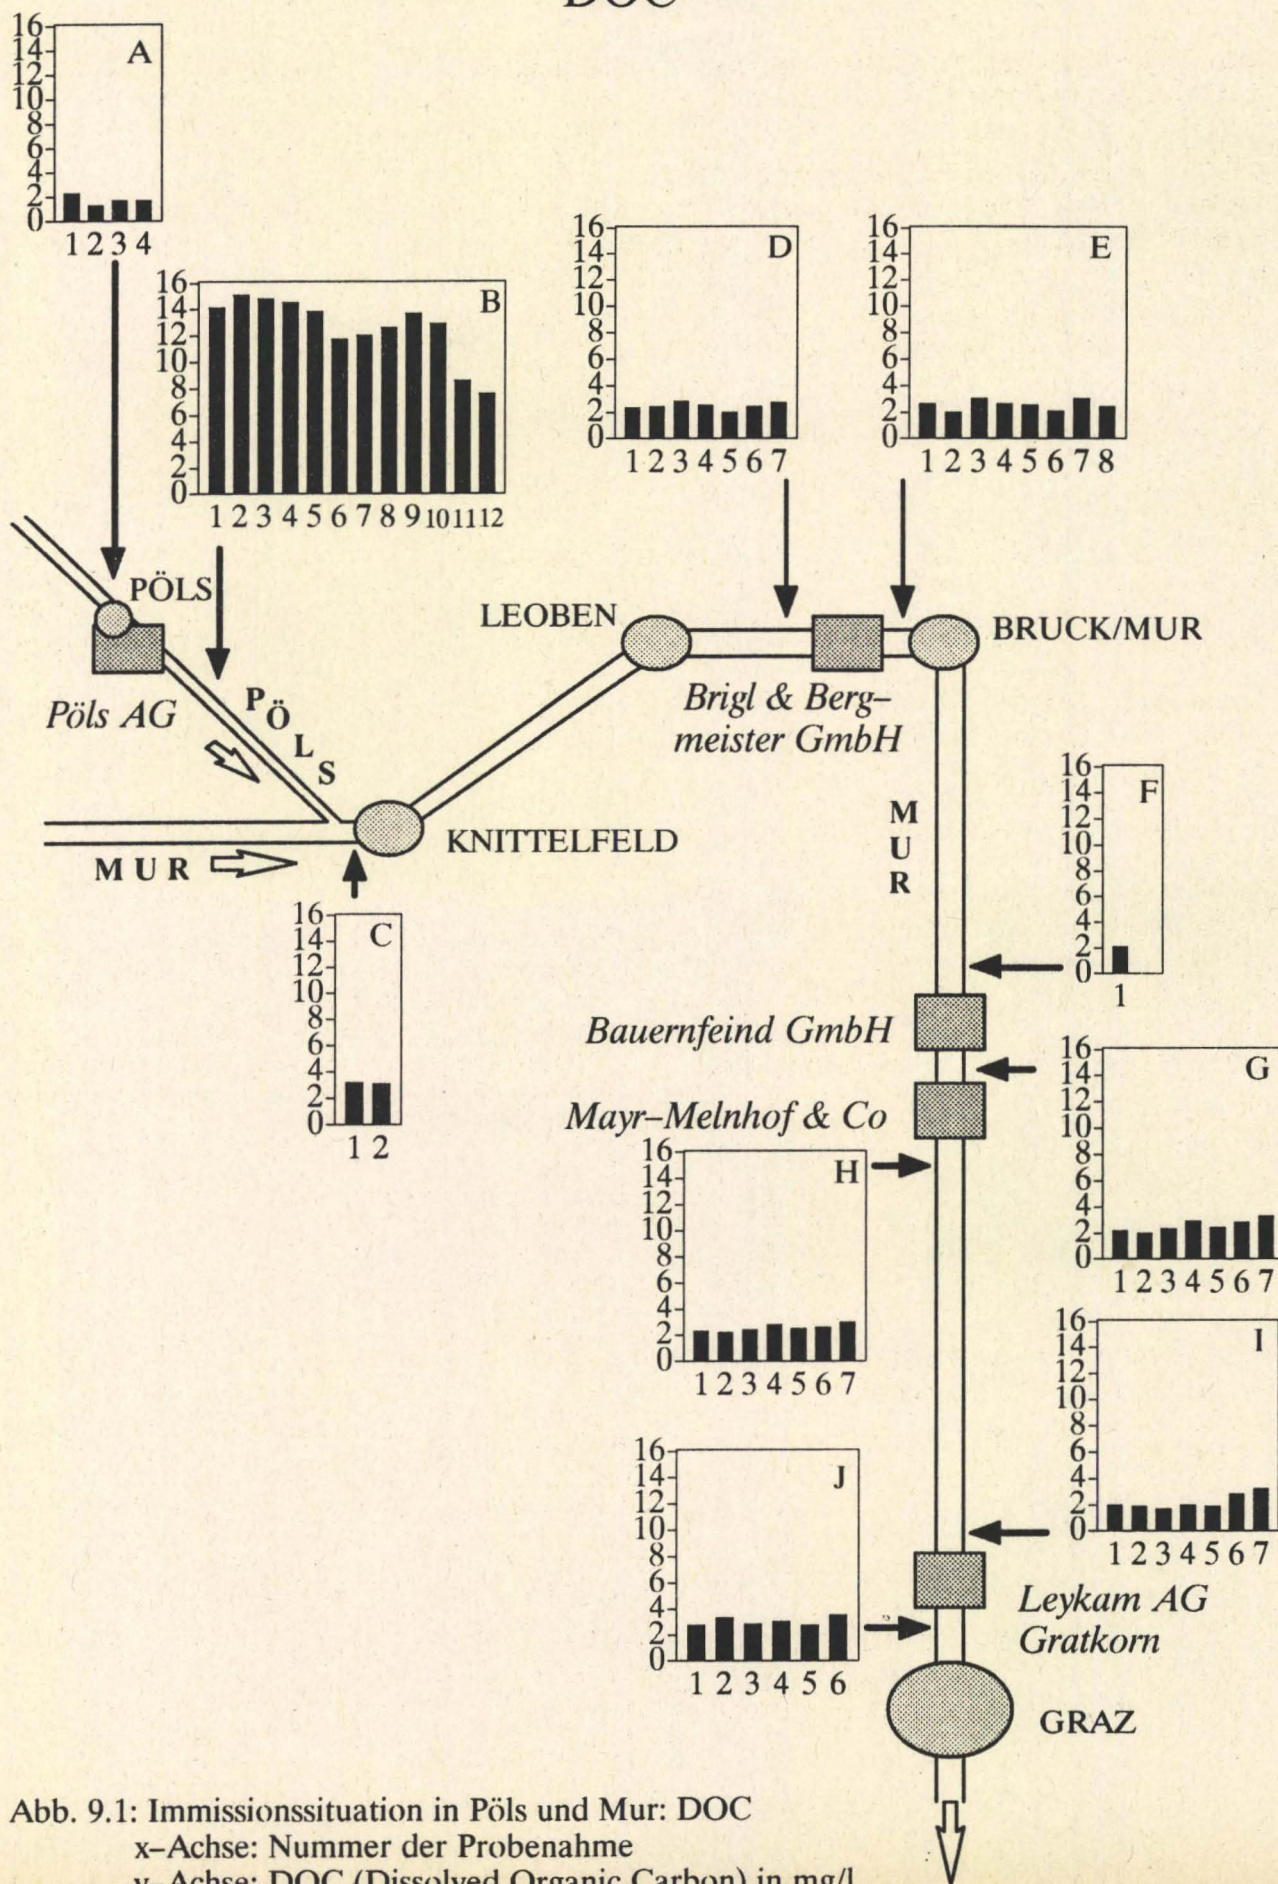 DOC
16
14
12
10
8
6
4
2
0
A
1 2 3 4
16
14
12
10
8
6
4
2
0
B
1 2 3 4 5 6 7 8 9 10 11 12
16
14
12
10
8
6
4
2
0
D
1 2 3 4 5 6 7
16
14
12
10
8
6
4
2
0
E
1 2 3 4 5 6 7 8
PÖLS
Pöls AG
PÖLS
LEOBEN
BRUCK/MUR
Brigl & Berg–
meister GmbH
KNITTELFELD
MUR
MUR
16
14
12
10
8
6
4
2
0
C
1 2
16
14
12
10
8
6
4
2
0
F
1
Bauernfeind GmbH
16
14
12
10
8
6
4
2
0
G
1 2 3 4 5 6 7
Mayr–Melnhof & Co
16
14
12
10
8
6
4
2
0
H
1 2 3 4 5 6 7
16
14
12
10
8
6
4
2
0
I
1 2 3 4 5 6 7
16
14
12
10
8
6
4
2
0
J
1 2 3 4 5 6
Leykam AG
Gratkorn
GRAZ
Abb. 9.1: Immissionssituation in Pöls und Mur: DOC
x–Achse: Nummer der Probenahme
y–Achse: DOC (Dissolved Organic Carbon) in mg/l